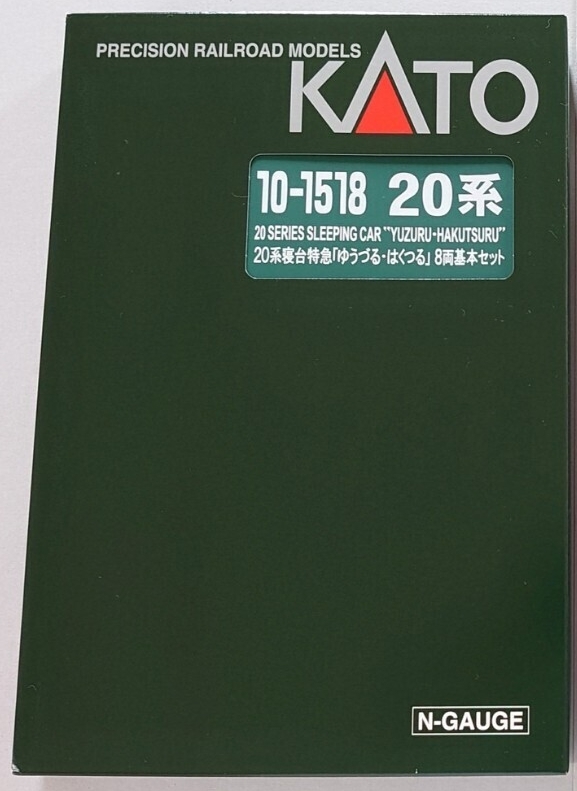 PRECISION RAILROAD MODELS
KATO
10-1518 20系
20 SERIES SLEEPING CAR "YUZURU·HAKUTSURU"
20系寝台特急「ゆうづる・はくつる」 8両基本セット
N-GAUGE